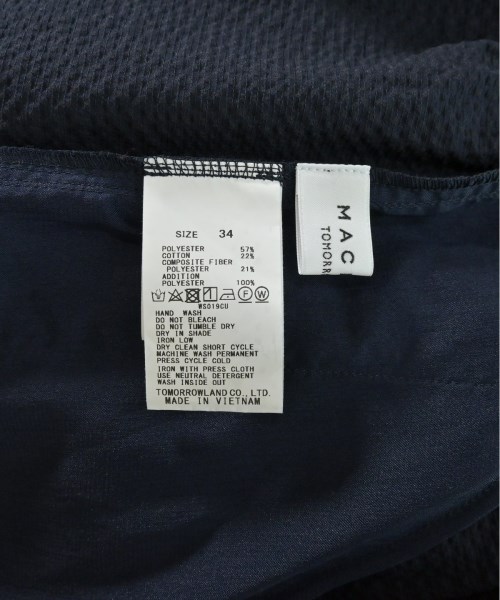 SIZE 34
POLYESTER 57%
COTTON 22%
COMPOSITE FIBER
POLYESTER 21%
ADDITION
POLYESTER 100%
F W
WS019CU
HAND WASH
DO NOT BLEACH
DO NOT TUMBLE DRY
DRY IN SHADE
IRON LOW
DRY CLEAN SHORT CYCLE
MACHINE WASH PERMANENT
PRESS CYCLE COLD
IRON WITH PRESS CLOTH
USE NEUTRAL DETERGENT
WASH INSIDE OUT
TOMORROWLAND CO., LTD.
MADE IN VIETNAM
MAC
TOMORR